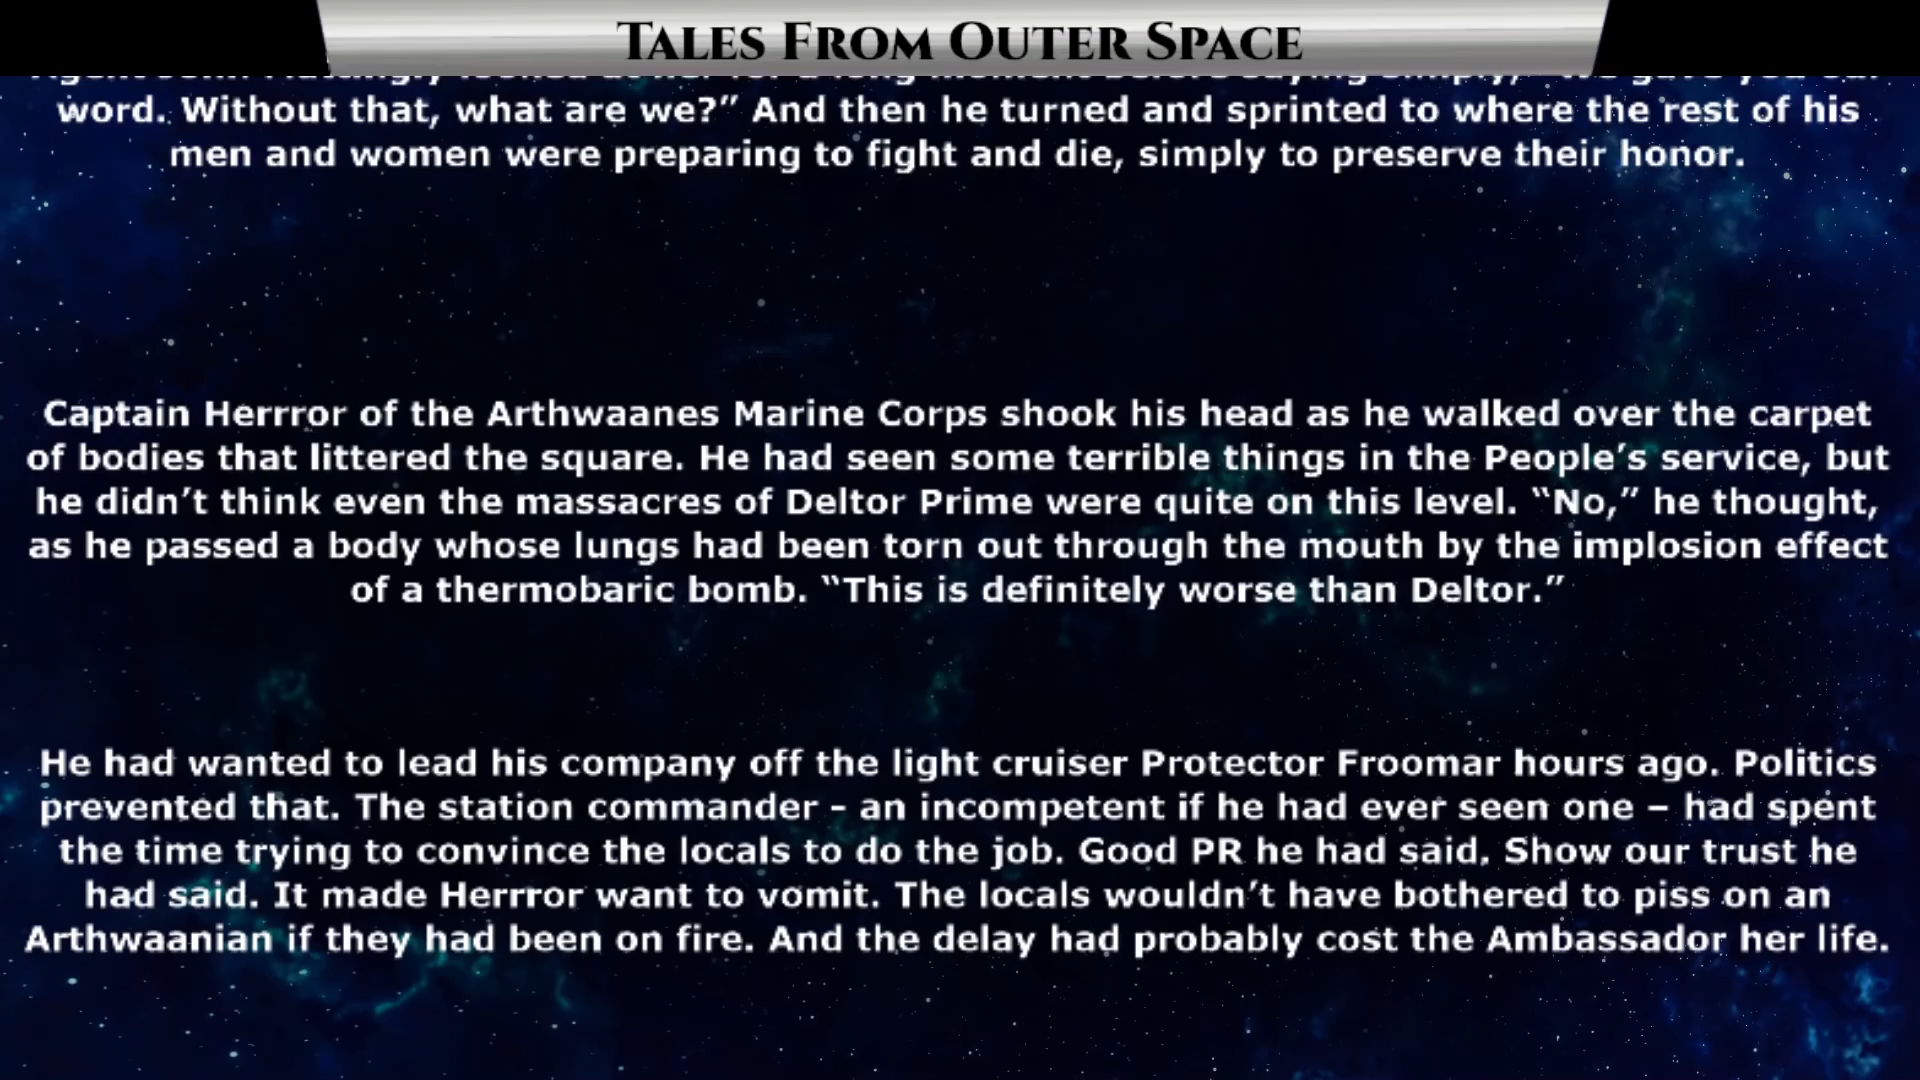 Tales From Outer Space
word. Without that, what are we?” And then he turned and sprinted to where the rest of his
men and women were preparing to fight and die, simply to preserve their honor.
Captain Herrror of the Arthwaanes Marine Corps shook his head as he walked over the carpet
of bodies that littered the square. He had seen some terrible things in the People’s service, but
he didn’t think even the massacres of Deltor Prime were quite on this level. “No,” he thought,
as he passed a body whose lungs had been torn out through the mouth by the implosion effect
of a thermobaric bomb. “This is definitely worse than Deltor.”
He had wanted to lead his company off the light cruiser Protector Froomar hours ago. Politics
prevented that. The station commander - an incompetent if he had ever seen one – had spent
the time trying to convince the locals to do the job. Good PR he had said. Show our trust he
had said. It made Herrror want to vomit. The locals wouldn’t have bothered to piss on an
Arthwaanian if they had been on fire. And the delay had probably cost the Ambassador her life.